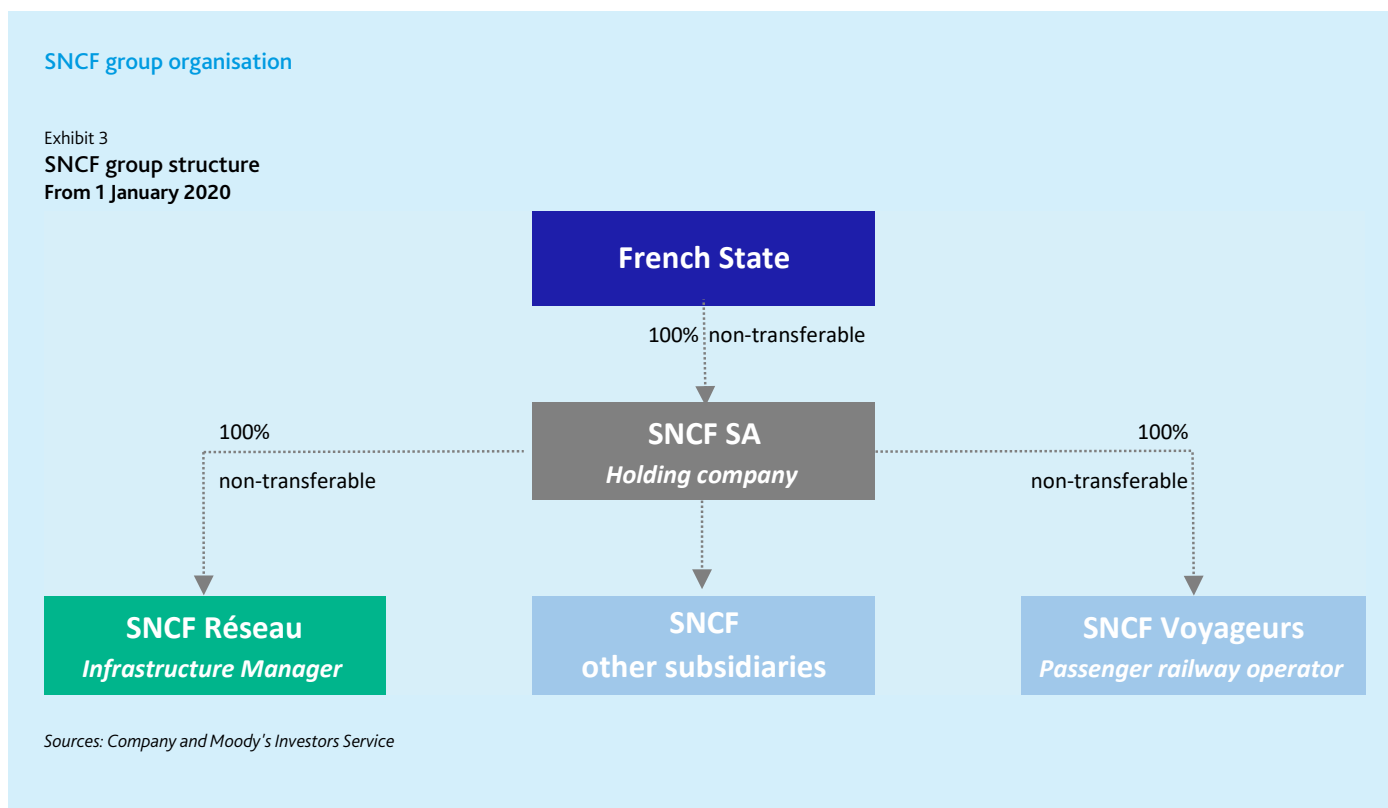 SNCF group organisation
Exhibit 3
SNCF group structure
From 1 January 2020
French State
100% non-transferable
SNCF SA
Holding company
100%
non-transferable
100%
non-transferable
SNCF Réseau
Infrastructure Manager
SNCF
other subsidiaries
SNCF Voyageurs
Passenger railway operator
Sources: Company and Moody's Investors Service